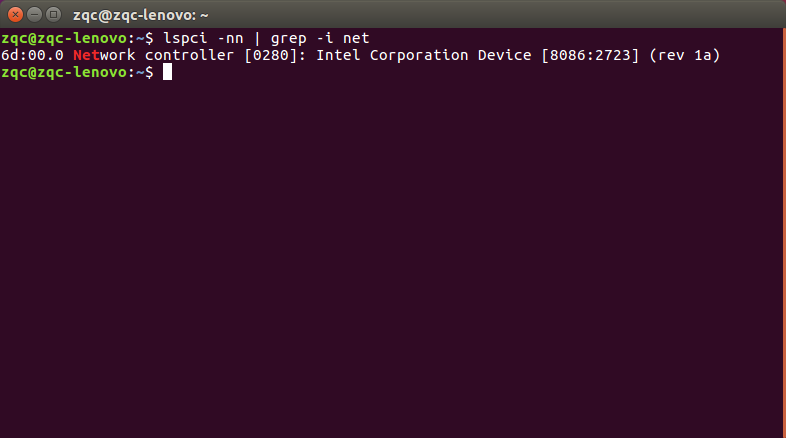 zqc@zqc-lenovo: ~
zqc@zqc-lenovo:~$ lspci -nn | grep -i net
6d:00.0 Network controller [0280]: Intel Corporation Device [8086:2723] (rev 1a)
zqc@zqc-lenovo:~$